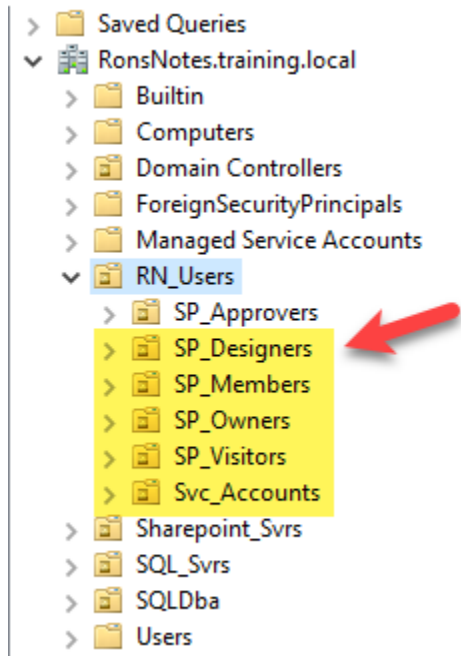 Saved Queries
RonsNotes.training.local
Builtin
Computers
Domain Controllers
ForeignSecurityPrincipals
Managed Service Accounts
RN_Users
SP_Approvers
SP_Designers
SP_Members
SP_Owners
SP_Visitors
Svc_Accounts
Sharepoint_Svrs
SQL_Svrs
SQLDba
Users